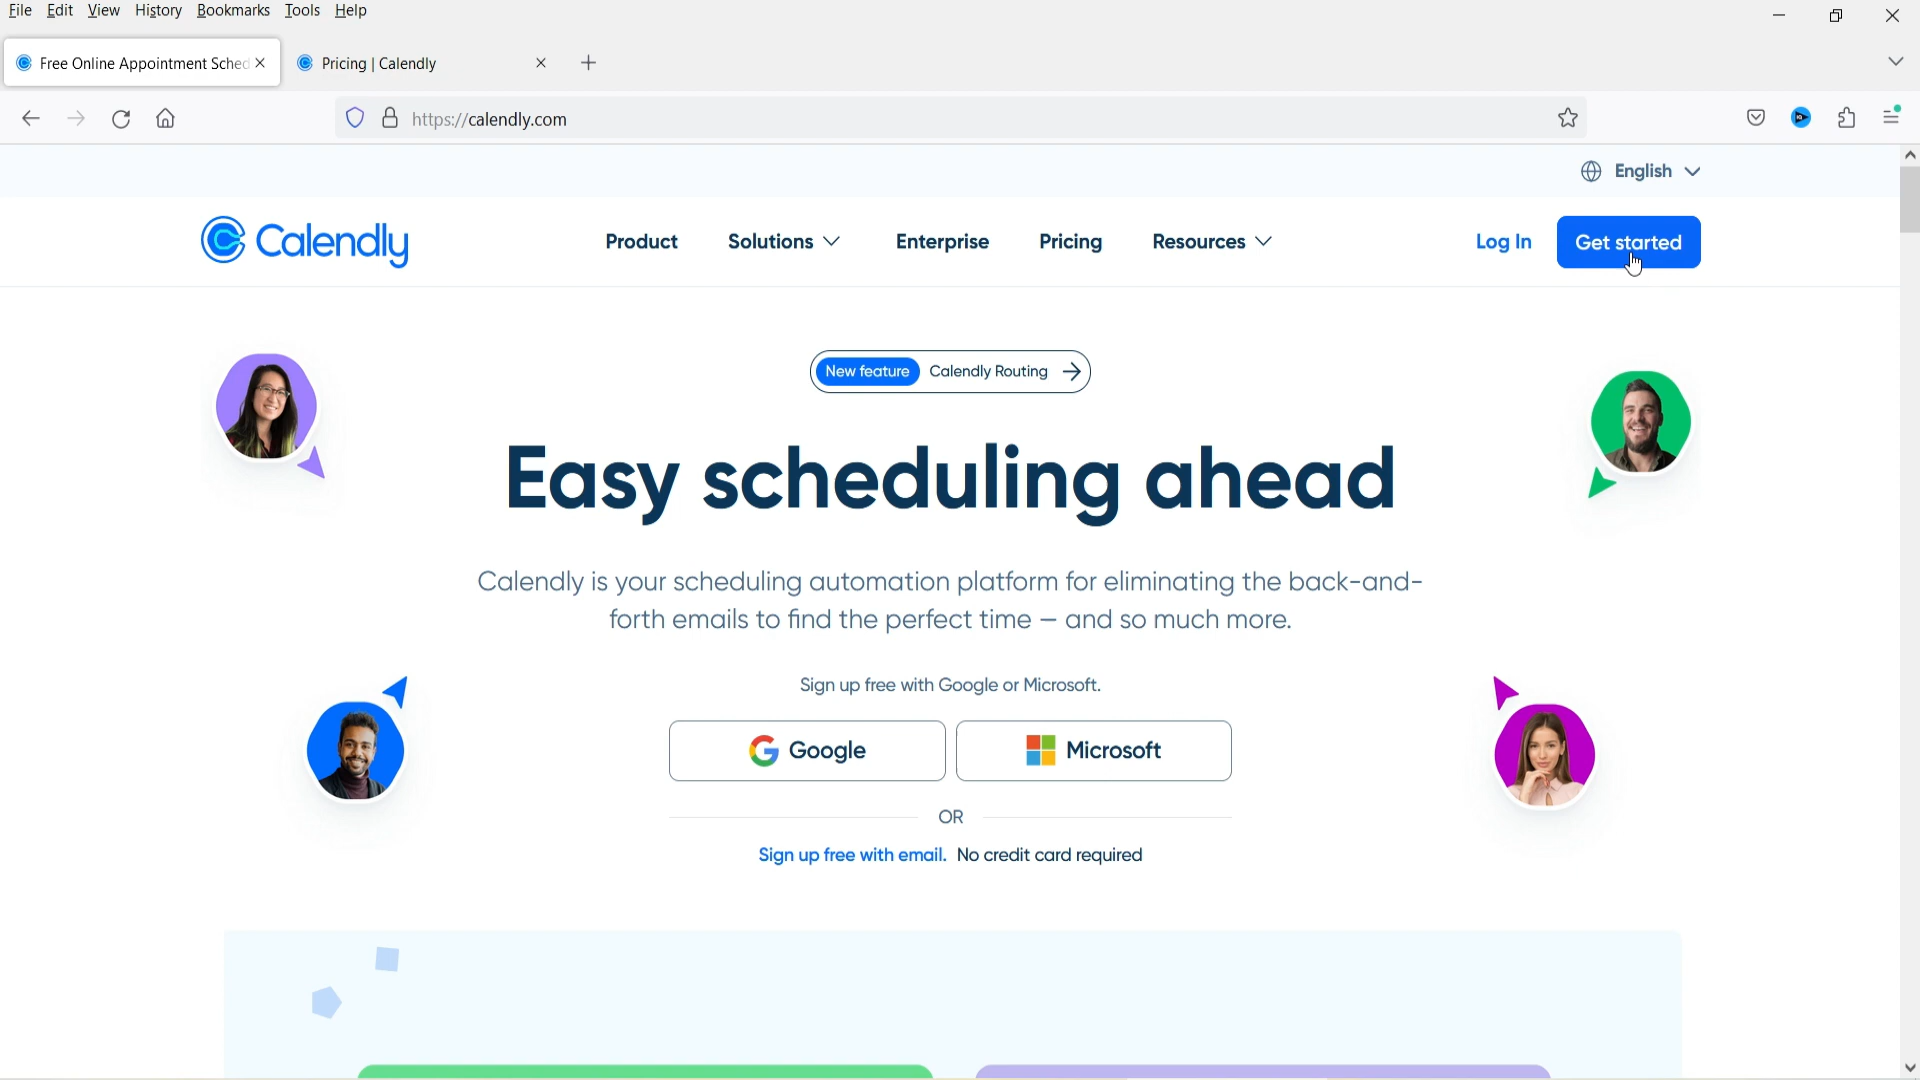 File Edit View History Bookmarks Tools Help
Free Online Appointment Sched
Pricing | Calendly
https://calendly.com
English
Calendly
Product Solutions Enterprise Pricing Resources Log In Get started
New feature Calendly Routing
Easy scheduling ahead
Calendly is your scheduling automation platform for eliminating the back-and-
forth emails to find the perfect time — and so much more.
Sign up free with Google or Microsoft.
Google Microsoft
OR
Sign up free with email. No credit card required